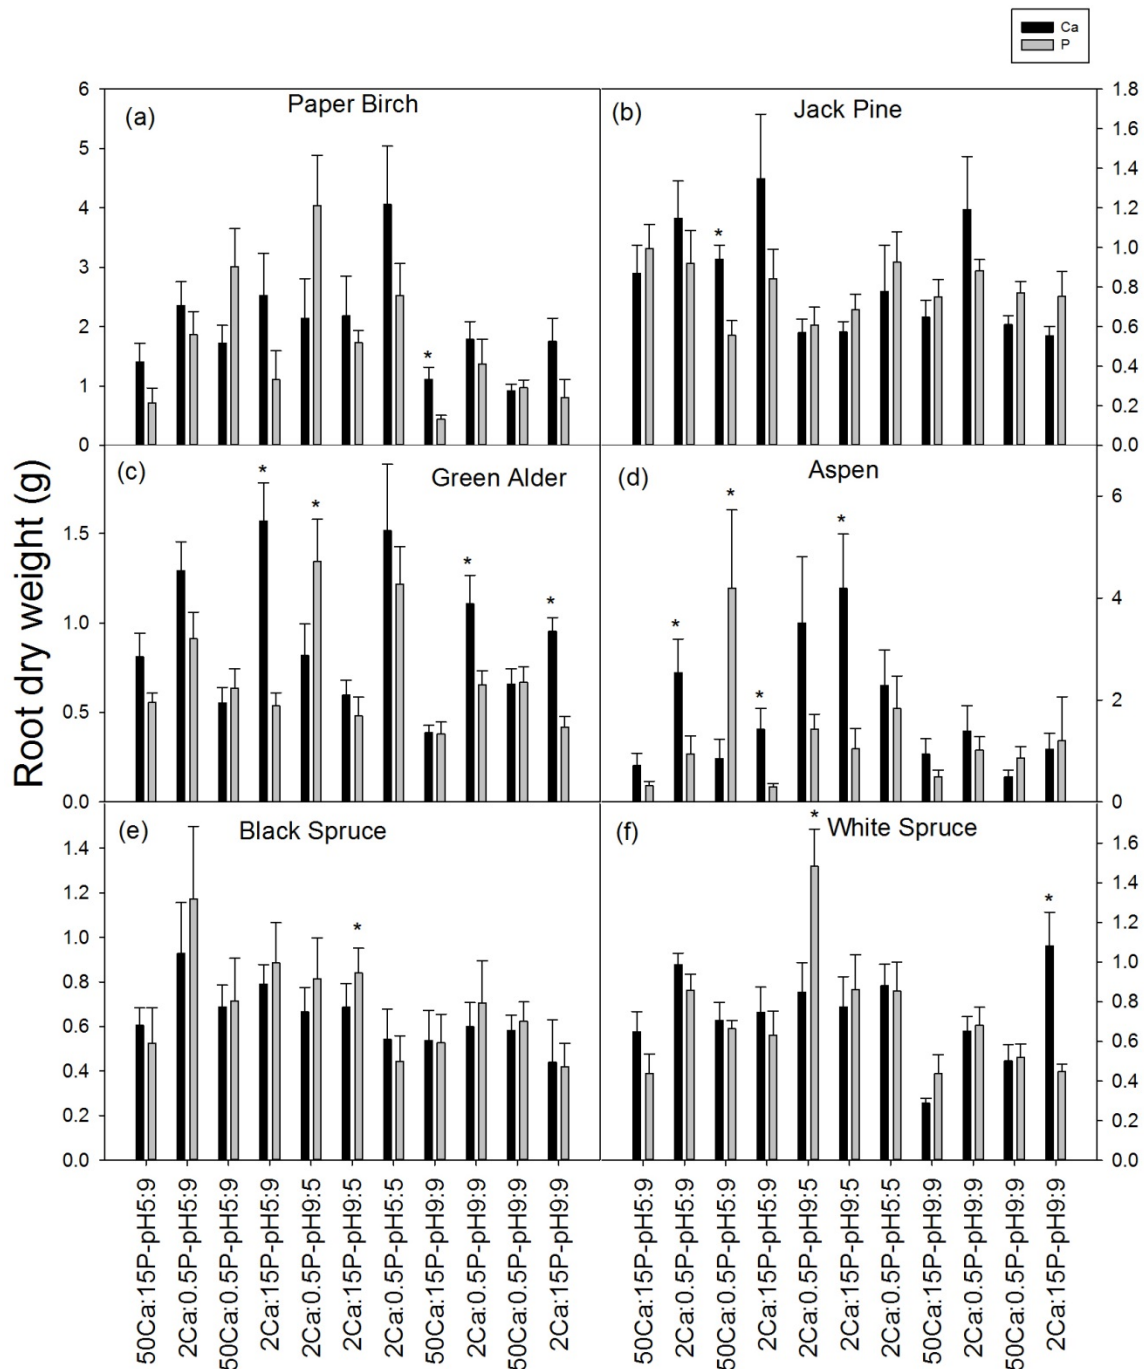 Ca
P
(a)
Paper Birch
(b)
Jack Pine
6
5
4
3
2
1
0
1.8
1.6
1.4
1.2
1.0
0.8
0.6
0.4
0.2
0.0
*
*
Root dry weight (g)
(c)
Green Alder
(d)
Aspen
1.5
1.0
0.5
0.0
6
4
2
0
*
*
*
*
*
*
*
*
(e)
Black Spruce
(f)
White Spruce
1.4
1.2
1.0
0.8
0.6
0.4
0.2
0.0
1.6
1.4
1.2
1.0
0.8
0.6
0.4
0.2
0.0
*
*
*
50Ca:15P-pH5:9
2Ca:0.5P-pH5:9
50Ca:0.5P-pH5:9
2Ca:15P-pH5:9
2Ca:0.5P-pH9:5
2Ca:15P-pH9:5
2Ca:0.5P-pH5:5
50Ca:15P-pH9:9
2Ca:0.5P-pH9:9
50Ca:0.5P-pH9:9
2Ca:15P-pH9:9
50Ca:15P-pH5:9
2Ca:0.5P-pH5:9
50Ca:0.5P-pH5:9
2Ca:15P-pH5:9
2Ca:0.5P-pH9:5
2Ca:15P-pH9:5
2Ca:0.5P-pH5:5
50Ca:15P-pH9:9
2Ca:0.5P-pH9:9
50Ca:0.5P-pH9:9
2Ca:15P-pH9:9